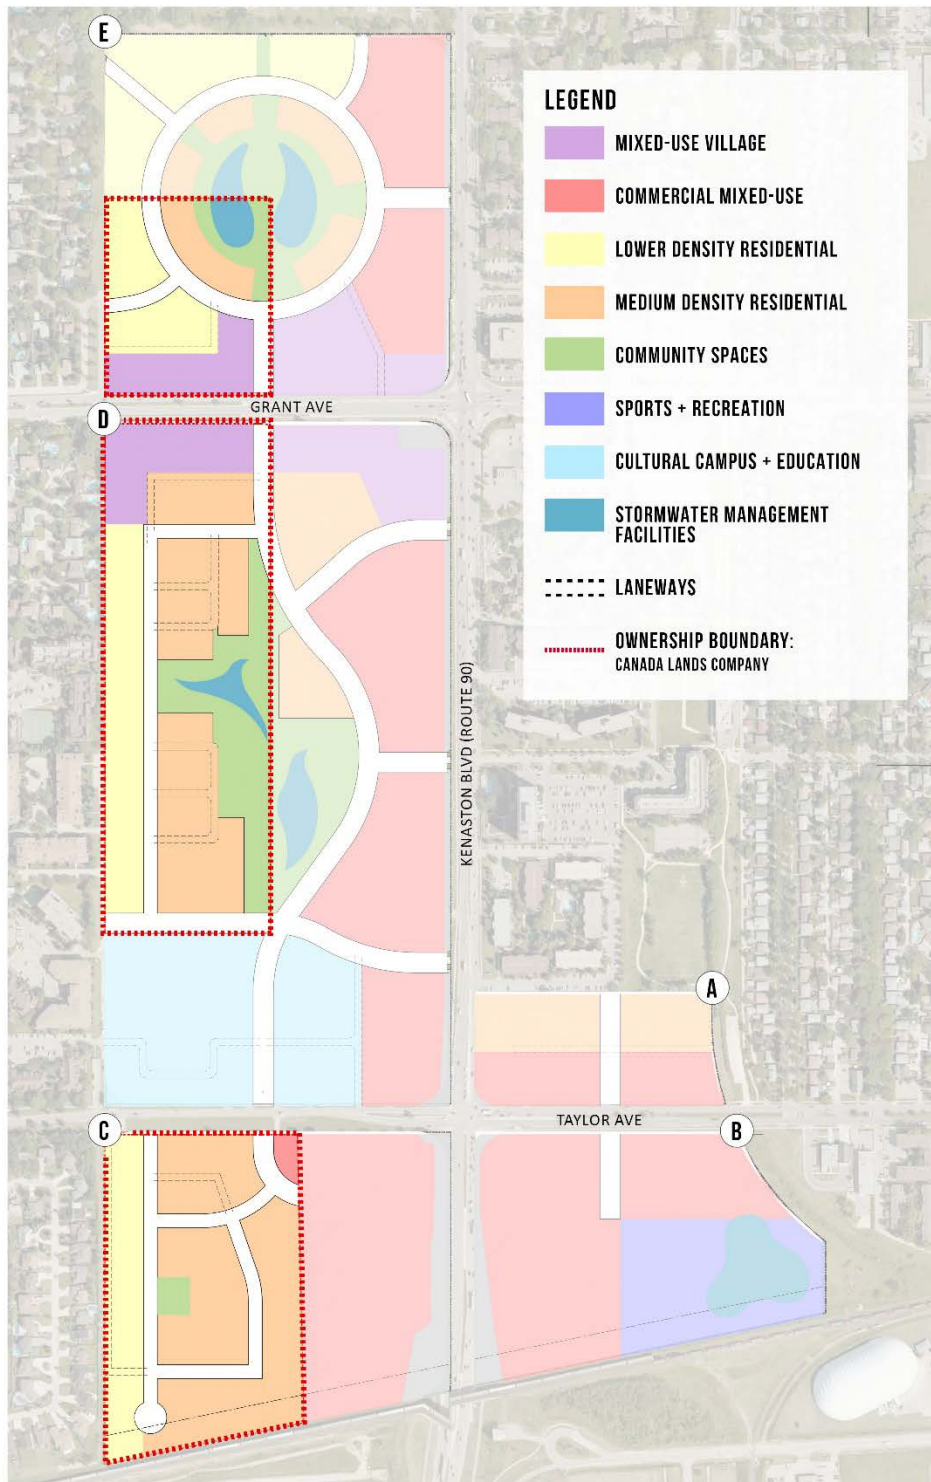 E
LEGEND
MIXED-USE VILLAGE
COMMERCIAL MIXED-USE
LOWER DENSITY RESIDENTIAL
MEDIUM DENSITY RESIDENTIAL
COMMUNITY SPACES
SPORTS + RECREATION
CULTURAL CAMPUS + EDUCATION
STORMWATER MANAGEMENT
FACILITIES
LANEWAYS
OWNERSHIP BOUNDARY:
CANADA LANDS COMPANY
GRANT AVE
D
KENASTON BLVD (ROUTE 90)
A
TAYLOR AVE
C
B